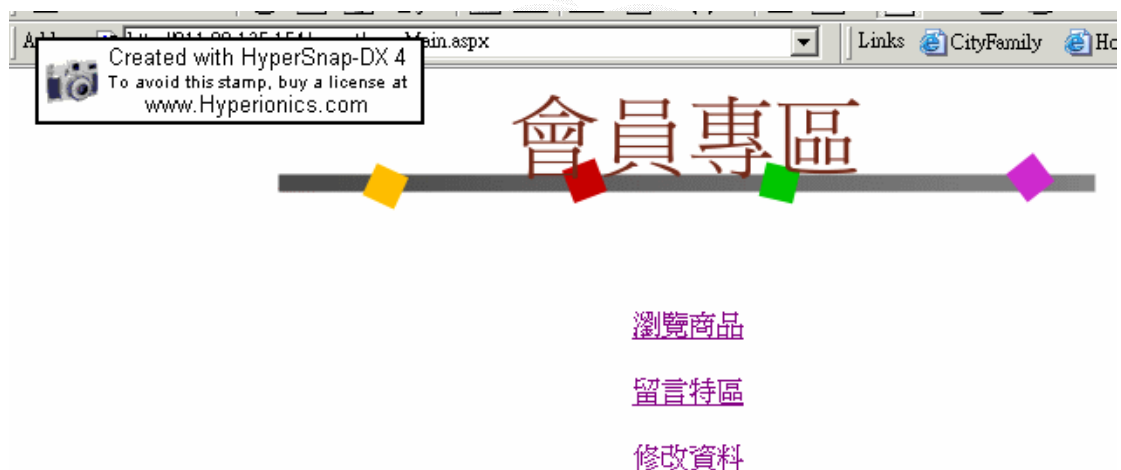 Main.aspx
Links CityFamily
Created with HyperSnap-DX 4
To avoid this stamp, buy a license at
www.Hyperionics.com
會員專區
瀏覽商品
留言特區
修改資料